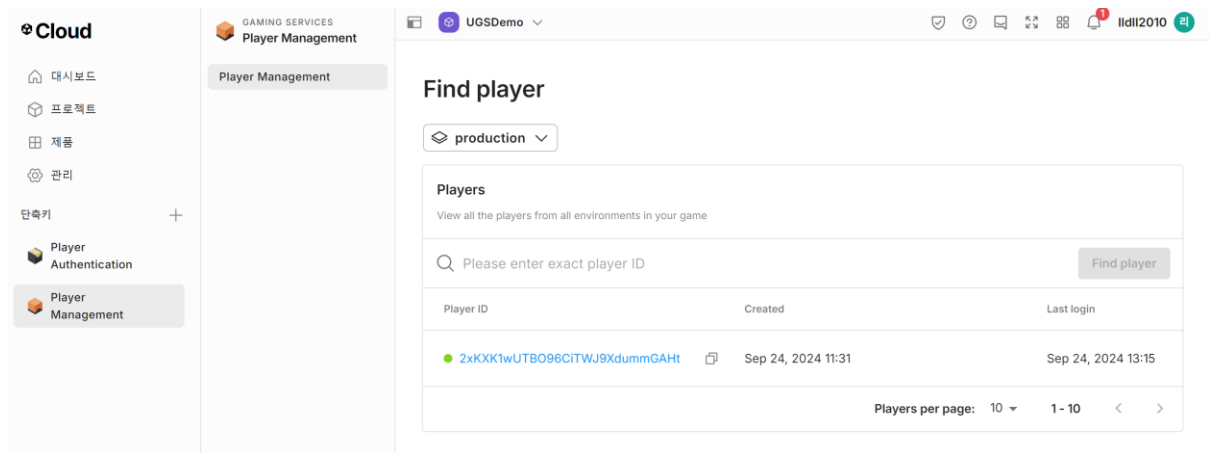 Cloud
대시보드
프로젝트
제품
관리
단축키
Player
Authentication
Player
Management
GAMING SERVICES
Player Management
Player Management
UGSDemo
1
lldll2010
리
Find player
production
Players
View all the players from all environments in your game
Please enter exact player ID
Find player
Player ID
Created
Last login
2xKXK1wUTBO96CiTWJ9XdummGAHt
Sep 24, 2024 11:31
Sep 24, 2024 13:15
Players per page:
10
1 - 10